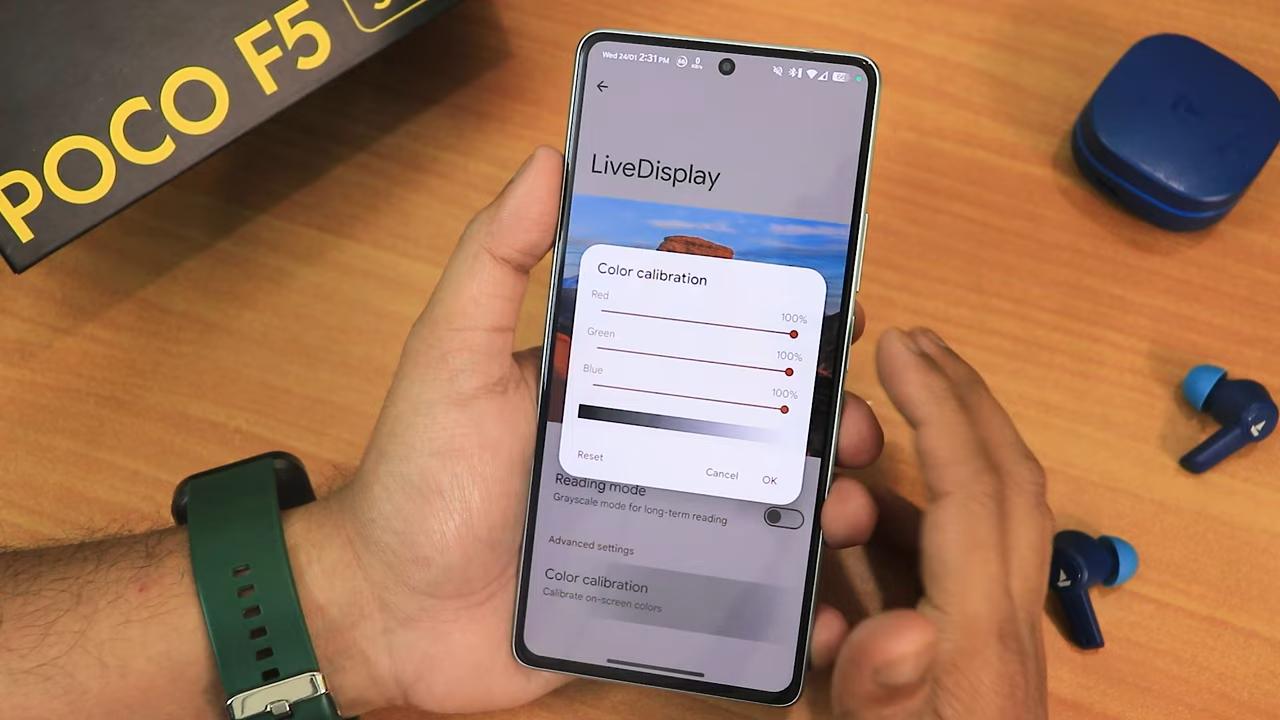 POCO F5
Wed 24/01 2:31 PM
LiveDisplay
Color calibration
Red
100%
Green
100%
Blue
100%
Reset
Cancel
OK
Reading mode
Grayscale mode for long-term reading
Advanced settings
Color calibration
Calibrate on-screen colors